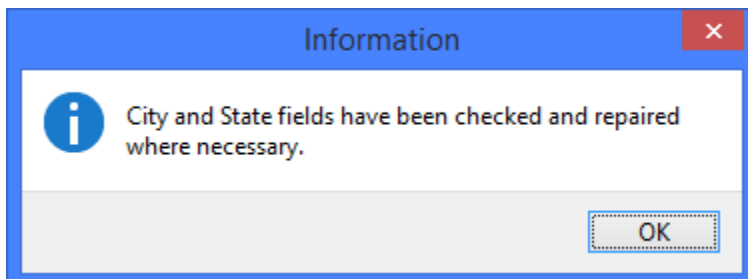 Information
City and State fields have been checked and repaired
where necessary.
OK